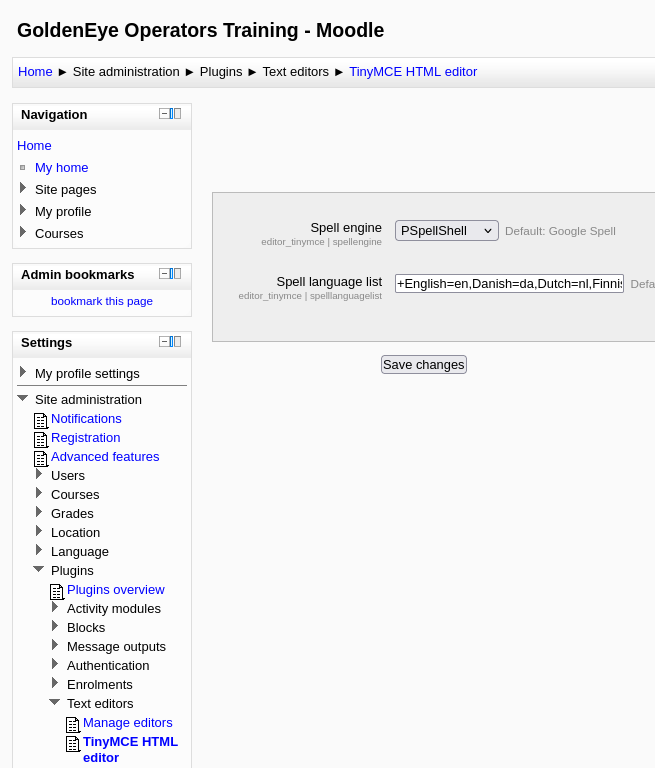 GoldenEye Operators Training - Moodle
Home ► Site administration ► Plugins ► Text editors ► TinyMCE HTML editor
Navigation
Home
My home
Site pages
My profile
Courses
Admin bookmarks
bookmark this page
Settings
My profile settings
Site administration
Notifications
Registration
Advanced features
Users
Courses
Grades
Location
Language
Plugins
Plugins overview
Activity modules
Blocks
Message outputs
Authentication
Enrolments
Text editors
Manage editors
TinyMCE HTML
editor
Spell engine PSpellShell Default: Google Spell
editor_tinymce | spellengine
Spell language list +English=en,Danish=da,Dutch=nl,Finnis Defa
editor_tinymce | spelllanguagelist
Save changes